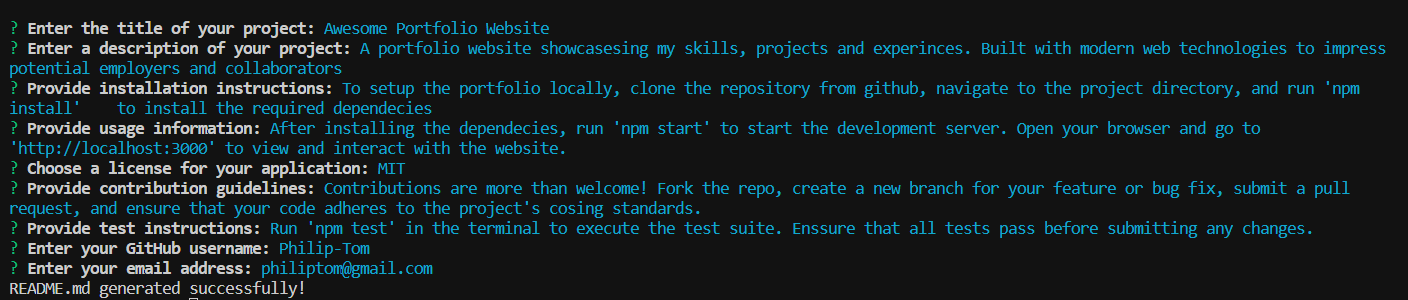 ? Enter the title of your project: Awesome Portfolio Website
? Enter a description of your project: A portfolio website showcasesing my skills, projects and experinces. Built with modern web technologies to impress
potential employers and collaborators
? Provide installation instructions: To setup the portfolio locally, clone the repository from github, navigate to the project directory, and run 'npm
install'    to install the required dependecies
? Provide usage information: After installing the dependecies, run 'npm start' to start the development server. Open your browser and go to
'http://localhost:3000' to view and interact with the website.
? Choose a license for your application: MIT
? Provide contribution guidelines: Contributions are more than welcome! Fork the repo, create a new branch for your feature or bug fix, submit a pull
request, and ensure that your code adheres to the project's cosing standards.
? Provide test instructions: Run 'npm test' in the terminal to execute the test suite. Enssure that all tests pass before submitting any changes.
? Enter your GitHub username: Philip-Tom
? Enter your email address: philiptom@gmail.com
README.md generated successfully!